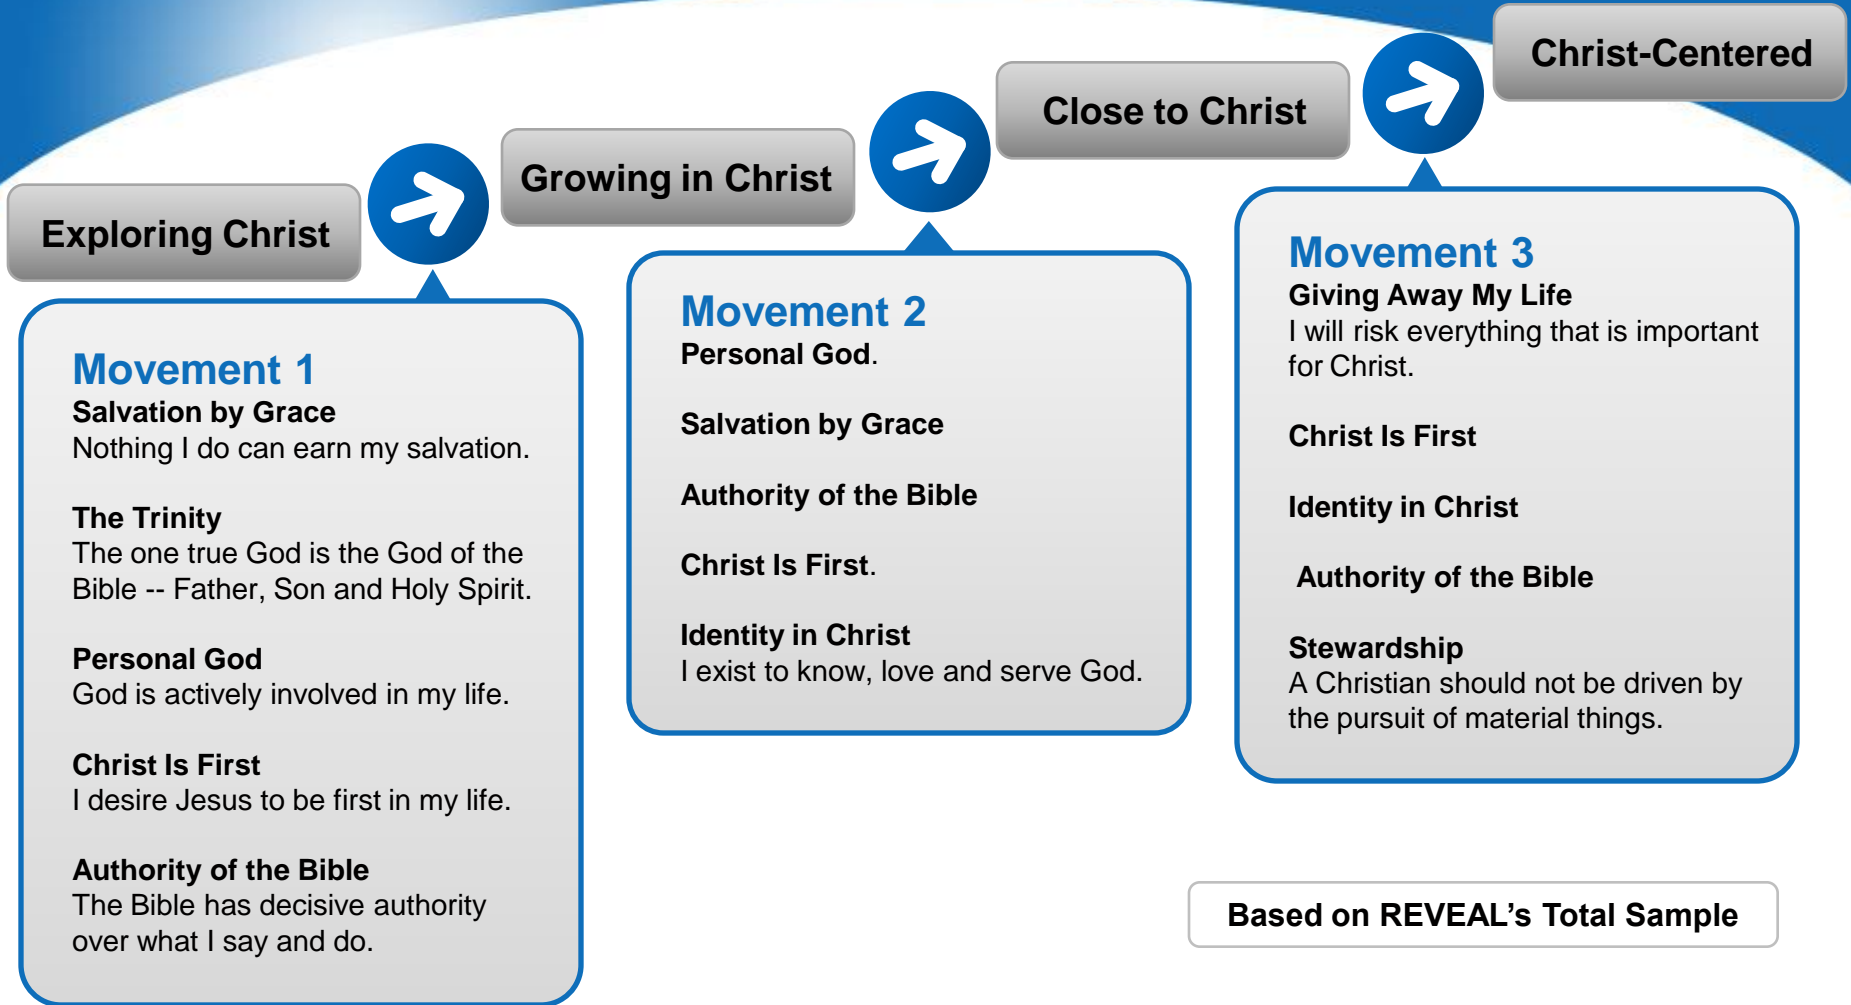 Exploring Christ
Growing in Christ
Close to Christ
Christ-Centered
Movement 1
Salvation by Grace
Nothing I do can earn my salvation.
The Trinity
The one true God is the God of the
Bible -- Father, Son and Holy Spirit.
Personal God
God is actively involved in my life.
Christ Is First
I desire Jesus to be first in my life.
Authority of the Bible
The Bible has decisive authority
over what I say and do.
Movement 2
Personal God.
Salvation by Grace
Authority of the Bible
Christ Is First.
Identity in Christ
I exist to know, love and serve God.
Movement 3
Giving Away My Life
I will risk everything that is important
for Christ.
Christ Is First
Identity in Christ
Authority of the Bible
Stewardship
A Christian should not be driven by
the pursuit of material things.
Based on REVEAL's Total Sample